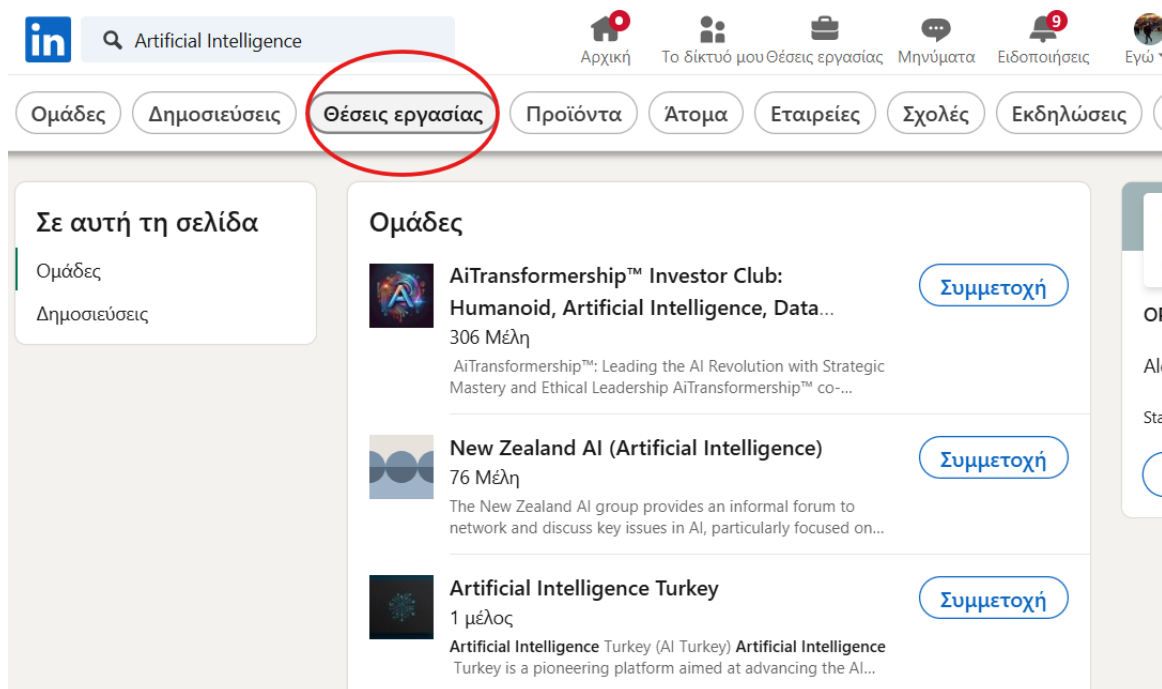 in
Artificial Intelligence
Αρχική
Το δίκτυό μου
Θέσεις εργασίας
Μηνύματα
9
Ειδοποιήσεις
Εγώ
Ομάδες
Δημοσιεύσεις
Θέσεις εργασίας
Προϊόντα
Άτομα
Εταιρείες
Σχολές
Εκδηλώσεις
Σε αυτή τη σελίδα
Ομάδες
Δημοσιεύσεις
Ομάδες
AiTransformership™ Investor Club:
Humanoid, Artificial Intelligence, Data...
306 Μέλη
AiTransformership™: Leading the AI Revolution with Strategic
Mastery and Ethical Leadership AiTransformership™ co-...
Συμμετοχή
New Zealand AI (Artificial Intelligence)
76 Μέλη
The New Zealand AI group provides an informal forum to
network and discuss key issues in AI, particularly focused on...
Συμμετοχή
Artificial Intelligence Turkey
1 μέλος
Artificial Intelligence Turkey (AI Turkey) Artificial Intelligence
Turkey is a pioneering platform aimed at advancing the AI...
Συμμετοχή